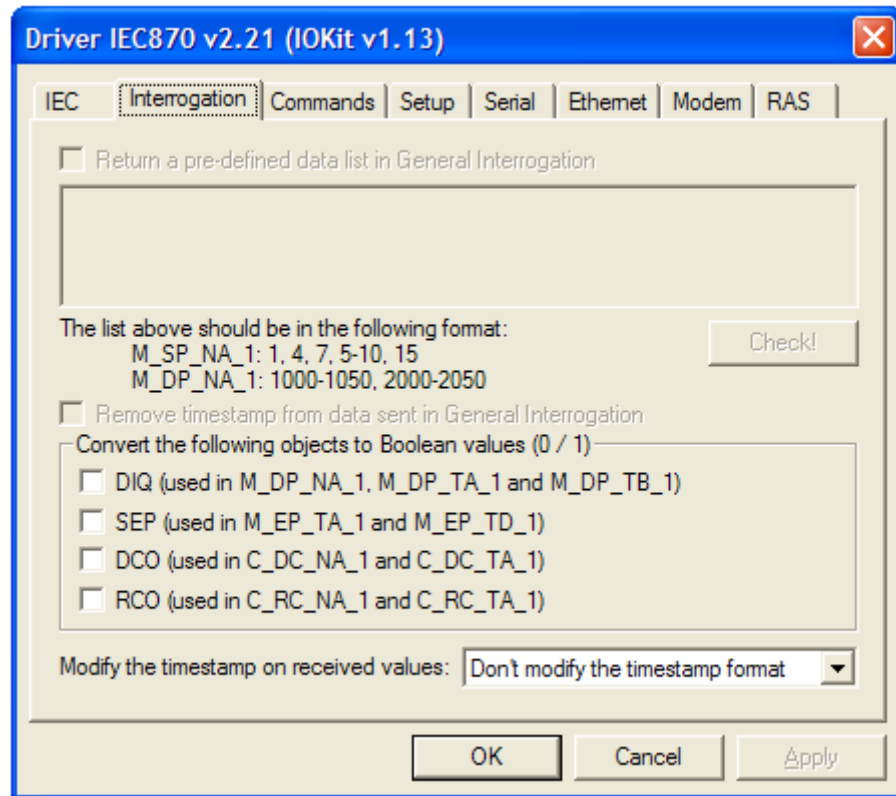 Driver IEC870 v2.21 (IOKit v1.13)
IEC Interrogation Commands Setup Serial Ethernet Modem RAS
Return a pre-defined data list in General Interrogation
The list above should be in the following format:
M_SP_NA_1: 1, 4, 7, 5-10, 15
M_DP_NA_1: 1000-1050, 2000-2050
Check!
Remove timestamp from data sent in General Interrogation
Convert the following objects to Boolean values (0 / 1)
DIQ (used in M_DP_NA_1, M_DP_TA_1 and M_DP_TB_1)
SEP (used in M_EP_TA_1 and M_EP_TD_1)
DCO (used in C_DC_NA_1 and C_DC_TA_1)
RCO (used in C_RC_NA_1 and C_RC_TA_1)
Modify the timestamp on received values: Don't modify the timestamp format
OK Cancel Apply